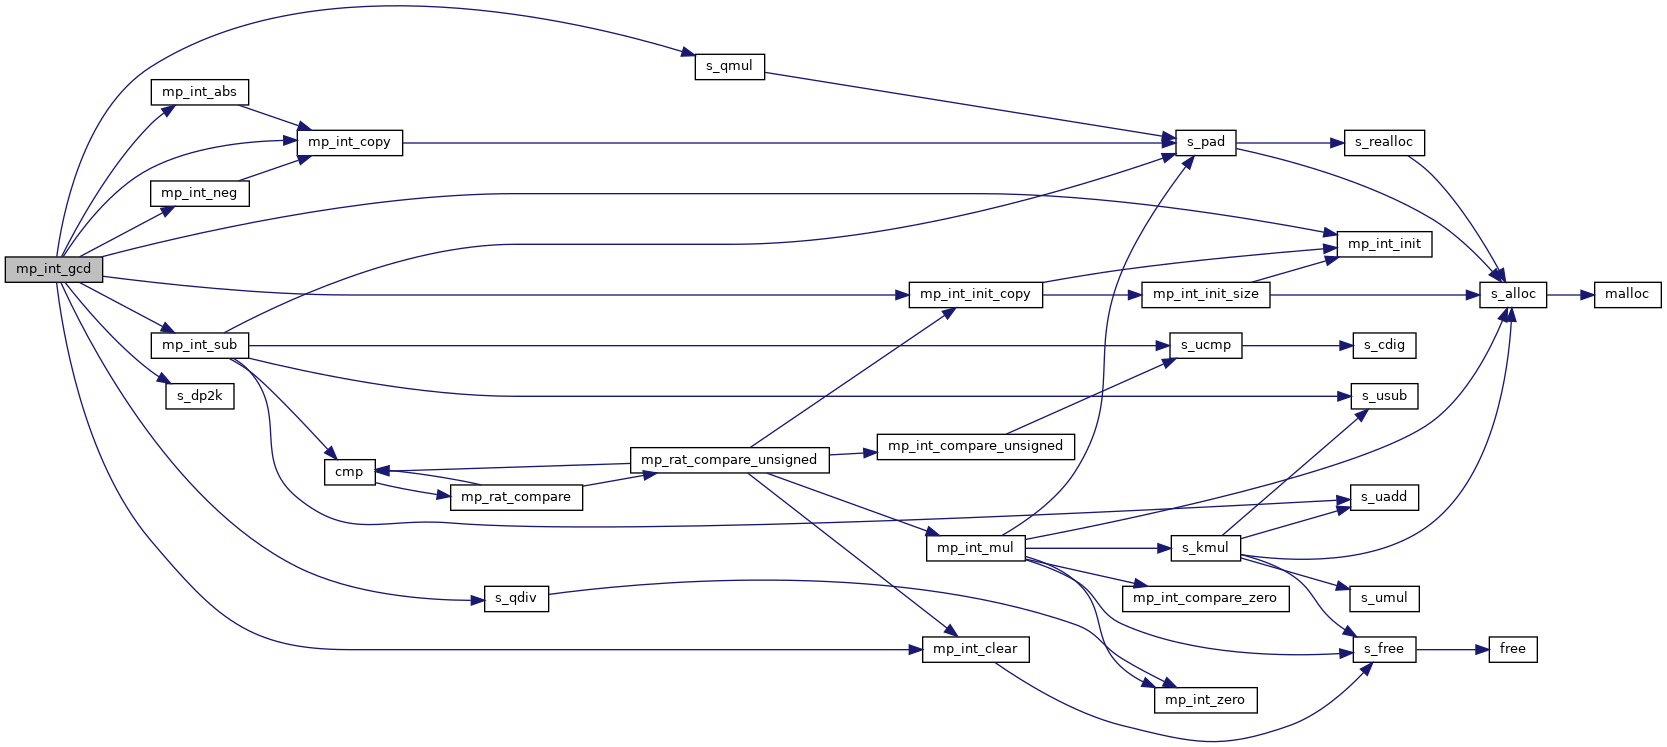 s_qmul
mp_int_abs
mp_int_copy
s_pad
s_realloc
mp_int_neg
mp_int_init
mp_int_gcd
mp_int_init_copy
mp_int_init_size
s_alloc
malloc
mp_int_sub
s_ucmp
s_cdig
s_dp2k
s_usub
mp_int_compare_unsigned
mp_rat_compare_unsigned
cmp
mp_rat_compare
s_uadd
mp_int_mul
s_kmul
s_qdiv
mp_int_compare_zero
s_umul
mp_int_clear
s_free
free
mp_int_zero